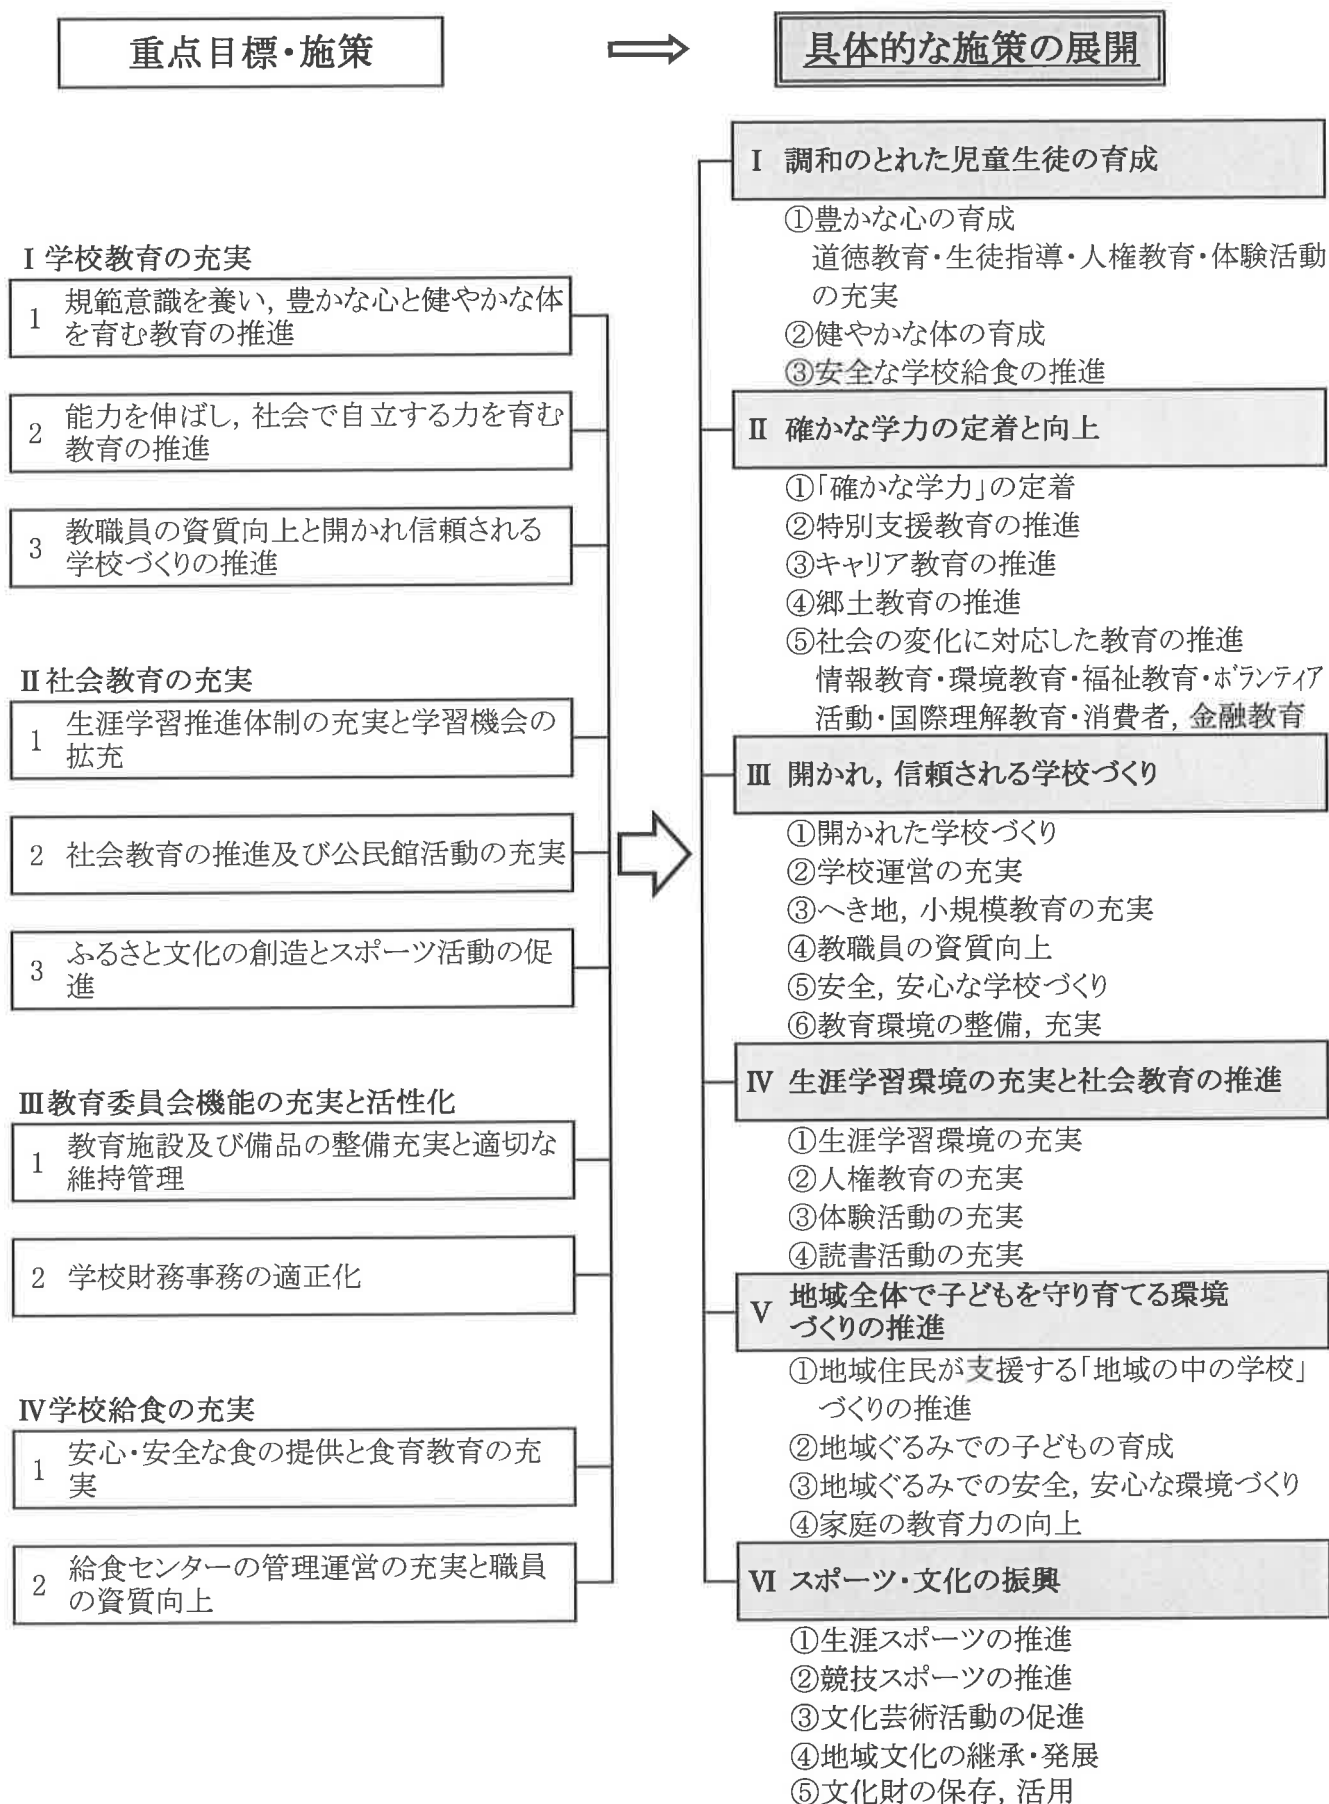 重点目標・施策
⇒
具体的な施策の展開
Ⅰ 学校教育の充実
1 規範意識を養い, 豊かな心と健やかな体
を育む教育の推進
2 能力を伸ばし, 社会で自立する力を育む
教育の推進
3 教職員の資質向上と開かれ信頼される
学校づくりの推進
Ⅱ社会教育の充実
1 生涯学習推進体制の充実と学習機会の
拡充
2 社会教育の推進及び公民館活動の充実
3 ふるさと文化の創造とスポーツ活動の促
進
Ⅲ教育委員会機能の充実と活性化
1 教育施設及び備品の整備充実と適切な
維持管理
2 学校財務事務の適正化
Ⅳ学校給食の充実
1 安心・安全な食の提供と食育教育の充
実
2 給食センターの管理運営の充実と職員
の資質向上
Ⅰ 調和のとれた児童生徒の育成
①豊かな心の育成
道徳教育・生徒指導・人権教育・体験活動
の充実
②健やかな体の育成
③安全な学校給食の推進
Ⅱ 確かな学力の定着と向上
①「確かな学力」の定着
②特別支援教育の推進
③キャリア教育の推進
④郷土教育の推進
⑤社会の変化に対応した教育の推進
情報教育・環境教育・福祉教育・ボランティア
活動・国際理解教育・消費者, 金融教育
Ⅲ 開かれ, 信頼される学校づくり
①開かれた学校づくり
②学校運営の充実
③へき地, 小規模教育の充実
④教職員の資質向上
⑤安全, 安心な学校づくり
⑥教育環境の整備, 充実
Ⅳ 生涯学習環境の充実と社会教育の推進
①生涯学習環境の充実
②人権教育の充実
③体験活動の充実
④読書活動の充実
Ⅴ 地域全体で子どもを守り育てる環境
づくりの推進
①地域住民が支援する「地域の中の学校」
づくりの推進
②地域ぐるみでの子どもの育成
③地域ぐるみでの安全, 安心な環境づくり
④家庭の教育力の向上
Ⅵ スポーツ・文化の振興
①生涯スポーツの推進
②競技スポーツの推進
③文化芸術活動の促進
④地域文化の継承・発展
⑤文化財の保存, 活用